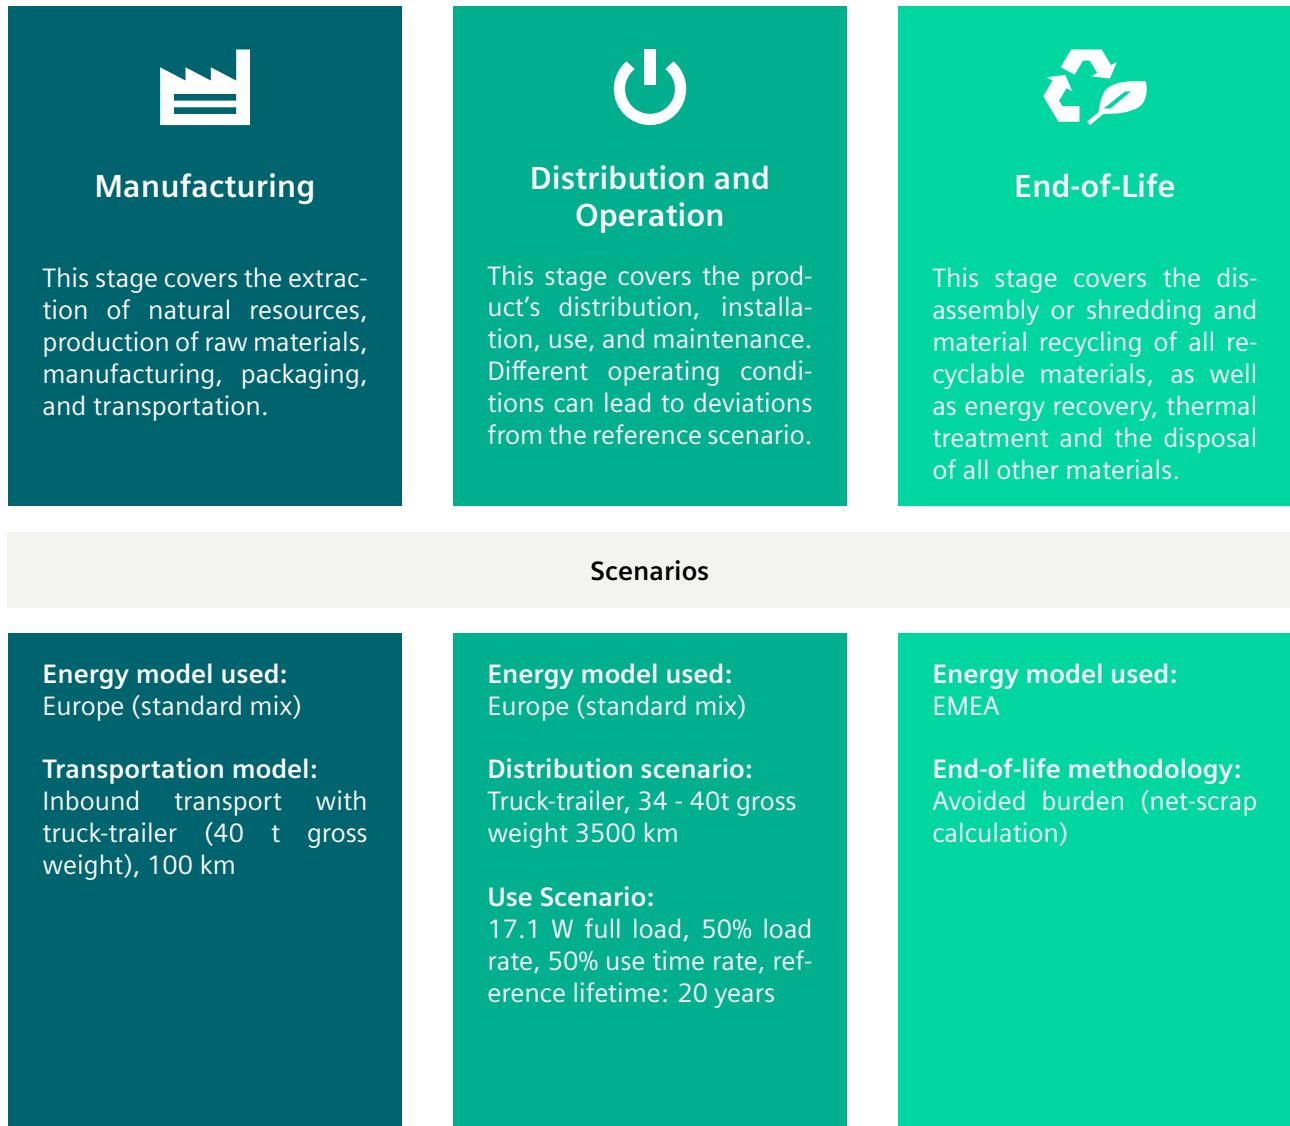 Manufacturing
This stage covers the extrac-
tion of natural resources,
production of raw materials,
manufacturing, packaging,
and transportation.
Distribution and
Operation
This stage covers the prod-
uct's distribution, installa-
tion, use, and maintenance.
Different operating condi-
tions can lead to deviations
from the reference scenario.
End-of-Life
This stage covers the dis-
assembly or shredding and
material recycling of all re-
cyclable materials, as well
as energy recovery, thermal
treatment and the disposal
of all other materials.
Scenarios
Energy model used:
Europe (standard mix)
Transportation model:
Inbound transport with
truck-trailer (40 t gross
weight), 100 km
Energy model used:
Europe (standard mix)
Distribution scenario:
Truck-trailer, 34 - 40t gross
weight 3500 km
Use Scenario:
17.1 W full load, 50% load
rate, 50% use time rate, ref-
erence lifetime: 20 years
Energy model used:
EMEA
End-of-life methodology:
Avoided burden (net-scrap
calculation)